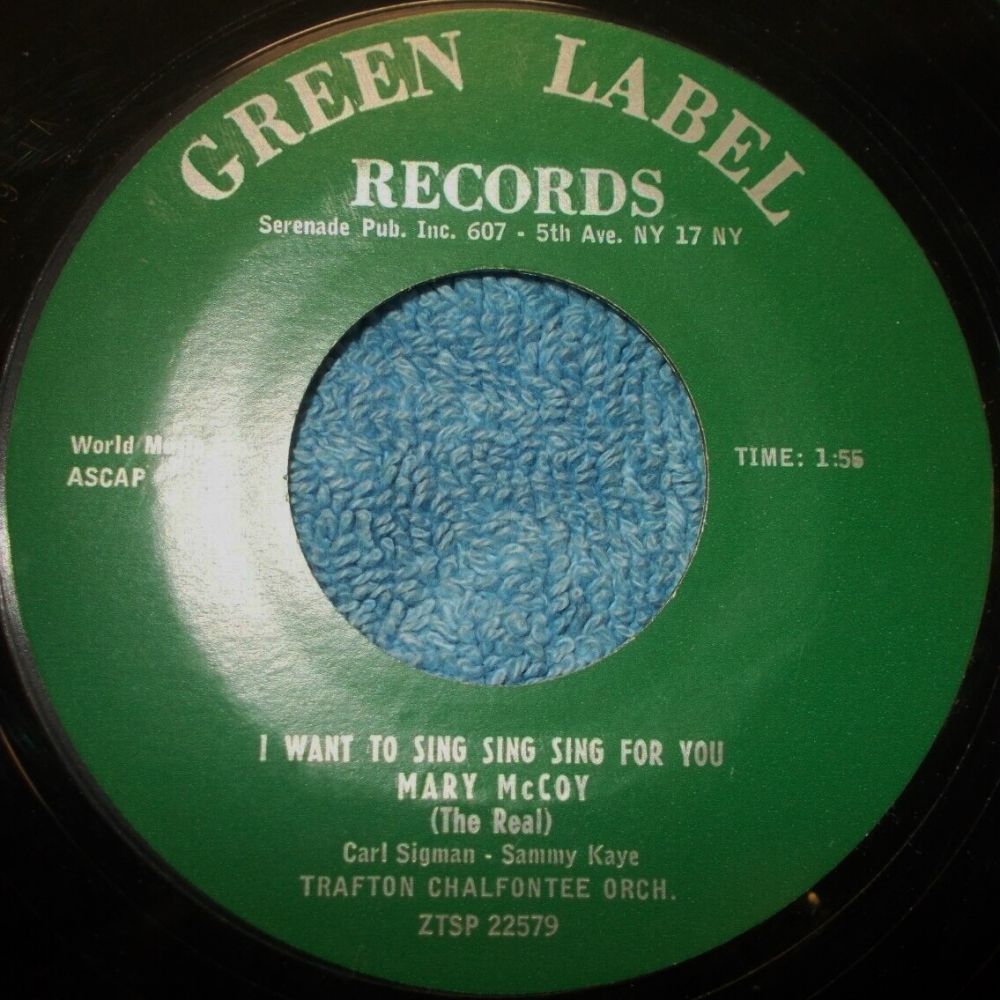 GREEN LABEL
RECORDS
Serenade Pub. Inc. 607 - 5th Ave. NY 17 NY
World
ASCAP
TIME: 1:55
I WANT TO SING SING SING FOR YOU
MARY McCOY
(The Real)
Carl Sigman - Sammy Kaye
TRAFTON CHALFONTEE ORCH.
ZTSP 22579